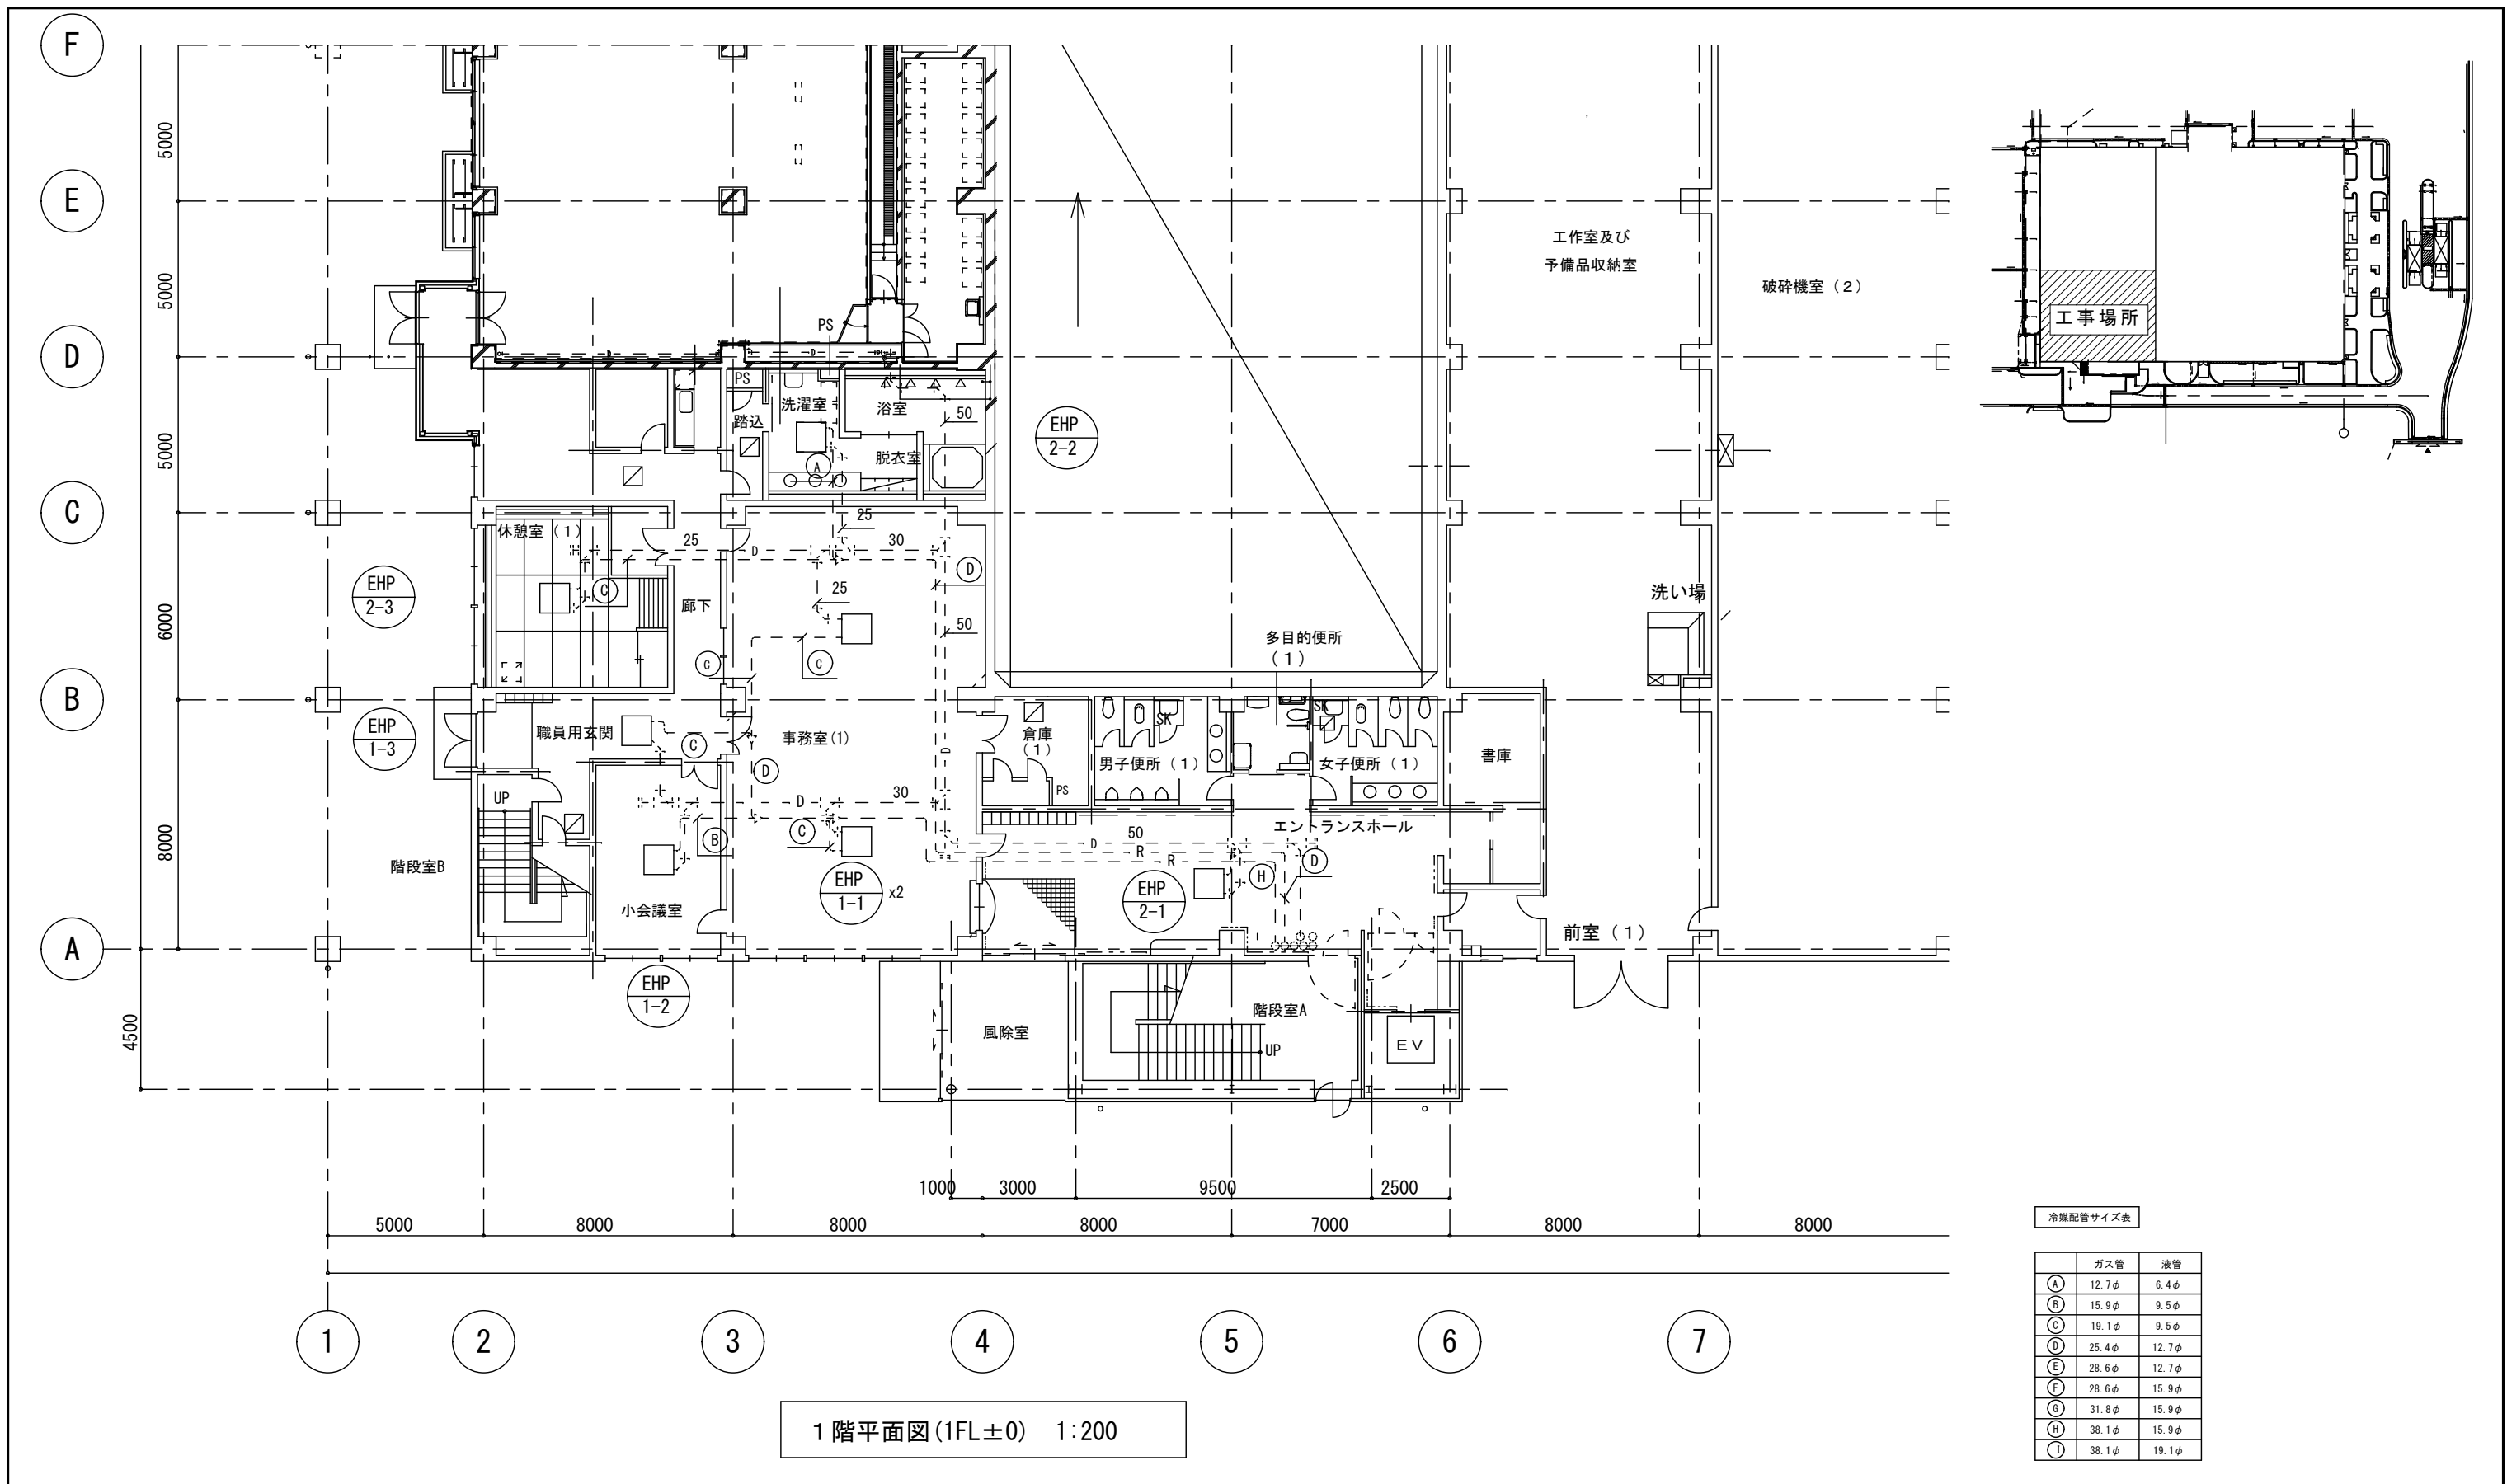 F
5000
E
5000
D
5000
C
6000
B
8000
A
4500
PS
工作室及び
予備品収納室
破砕機室（２）
工事場所
PS
踏込
洗濯室
浴室
50
脱衣室
A
EHP
2-2
25
休憩室（１）
25
D
30
D
C
25
EHP
2-3
廊下
50
洗い場
多目的便所
（１）
C
C
EHP
1-3
職員用玄関
C
事務室(1)
D
倉庫
（１）
SK
SK
男子便所（１）
女子便所（１）
書庫
PS
D
UP
D
30
C
B
50
D
R
R
エントランスホール
D
H
階段室B
EHP
1-1
x2
EHP
2-1
小会議室
前室（１）
EHP
1-2
風除室
階段室A
UP
ＥＶ
1000
3000
9500
2500
5000
8000
8000
8000
7000
8000
8000
1
2
3
4
5
6
7
１階平面図(1FL±0)　1:200
冷媒配管サイズ表
ガス管 液管
A 12.7φ 6.4φ
B 15.9φ 9.5φ
C 19.1φ 9.5φ
D 25.4φ 12.7φ
E 28.6φ 12.7φ
F 28.6φ 15.9φ
G 31.8φ 15.9φ
H 38.1φ 15.9φ
I 38.1φ 19.1φ